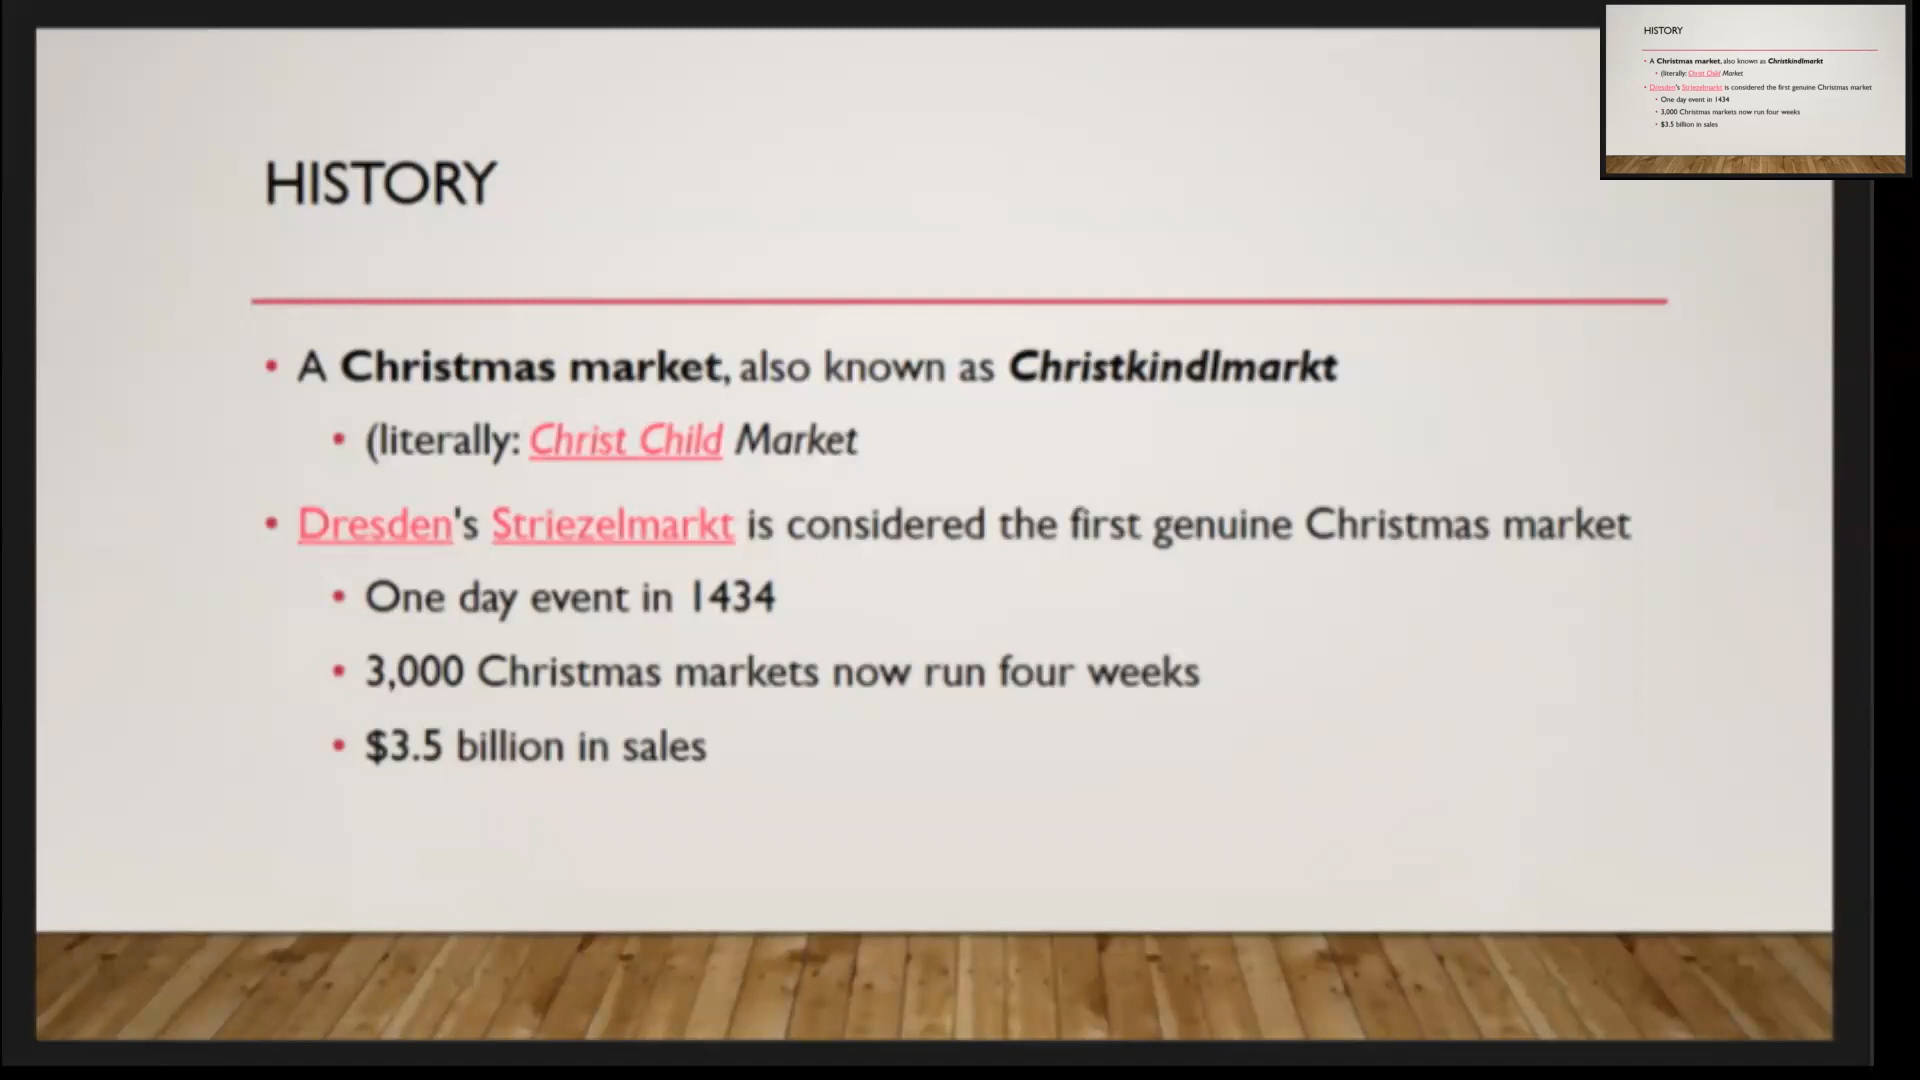 HISTORY
• A Christmas market, also known as Christkindlmarkt
• (literally: Christ Child Market
• Dresden's Striezelmarkt is considered the first genuine Christmas market
• One day event in 1434
• 3,000 Christmas markets now run four weeks
• $3.5 billion in sales
HISTORY
• A Christmas market, also known as Christkindlmarkt
• (literally: Christ Child Market
• Dresden's Striezelmarkt is considered the first genuine Christmas market
• One day event in 1434
• 3,000 Christmas markets now run four weeks
• $3.5 billion in sales